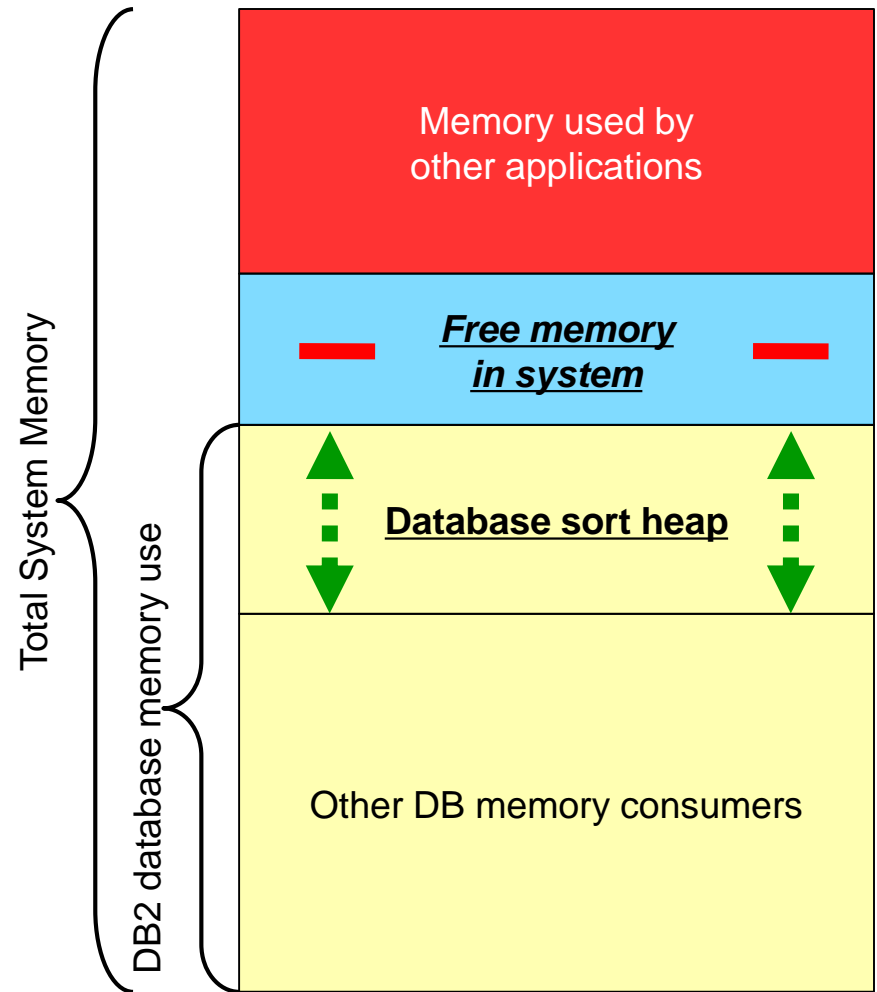 Memory used by
other applications
Free memory
in system
Database sort heap
Other DB memory consumers
Total System Memory
DB2 database memory use